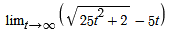 lim_{t→∞} (√(25t² + 2) − 5t)